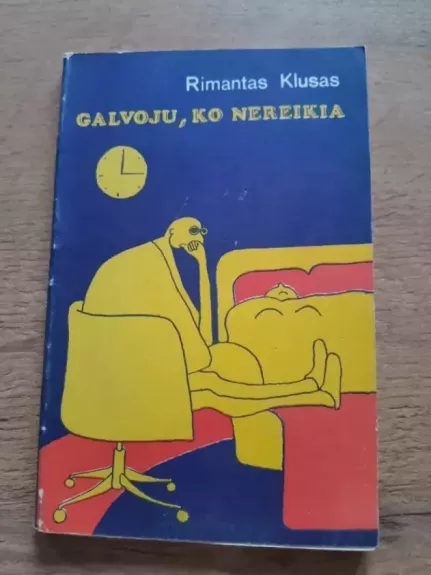 Rimantas Klusas
GALVOJU, KO NEREIKIA